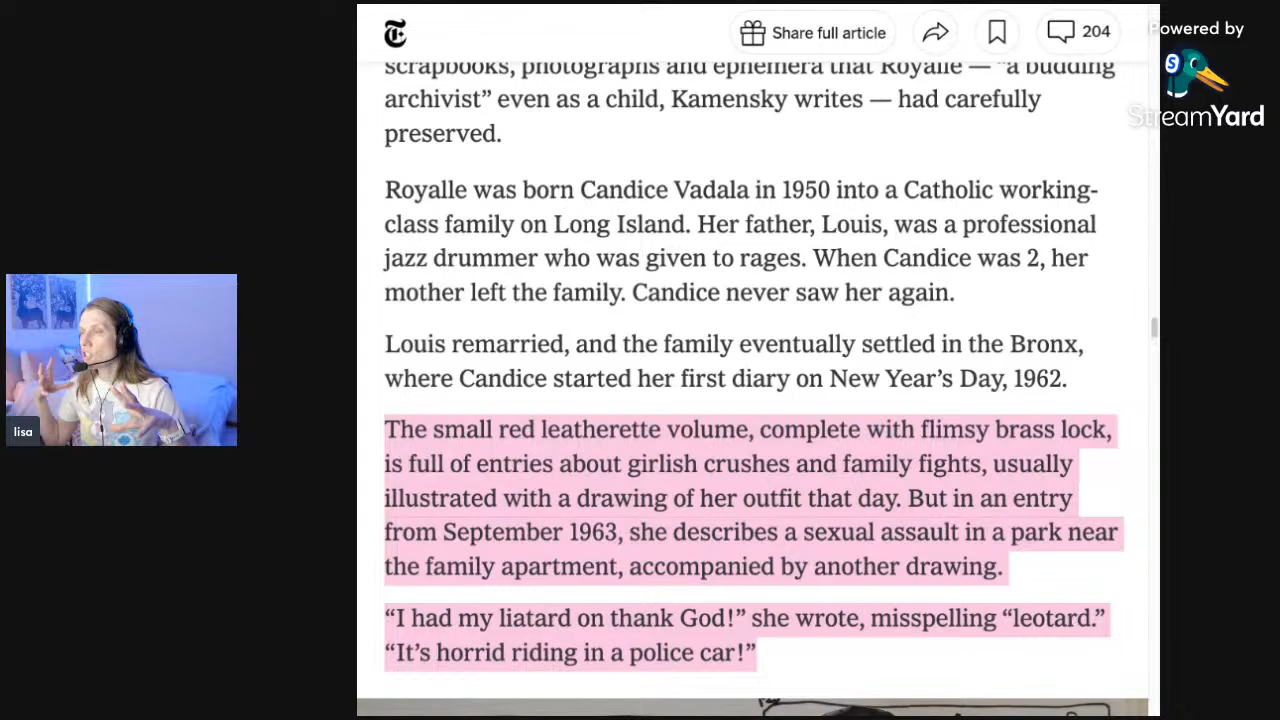 Share full article
204
Powered by
StreamYard
scrapbooks, photographs and ephemera that Royalle — “a budding
archivist” even as a child, Kamensky writes — had carefully
preserved.
Royalle was born Candice Vadala in 1950 into a Catholic working-
class family on Long Island. Her father, Louis, was a professional
jazz drummer who was given to rages. When Candice was 2, her
mother left the family. Candice never saw her again.
Louis remarried, and the family eventually settled in the Bronx,
where Candice started her first diary on New Year’s Day, 1962.
The small red leatherette volume, complete with flimsy brass lock,
is full of entries about girlish crushes and family fights, usually
illustrated with a drawing of her outfit that day. But in an entry
from September 1963, she describes a sexual assault in a park near
the family apartment, accompanied by another drawing.
“I had my liatard on thank God!” she wrote, misspelling “leotard.”
“It’s horrid riding in a police car!”
lisa